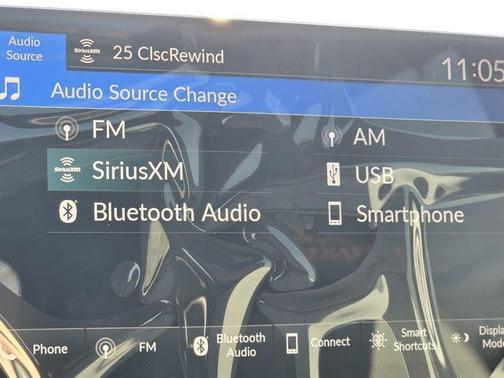 Audio
Source
SiriusXM
25 ClscRewind
11:05
Audio Source Change
FM
AM
SiriusXM
SiriusXM
USB
Bluetooth Audio
Smartphone
Phone
FM
Bluetooth
Audio
Connect
Smart
Shortcuts
Displa
Mode